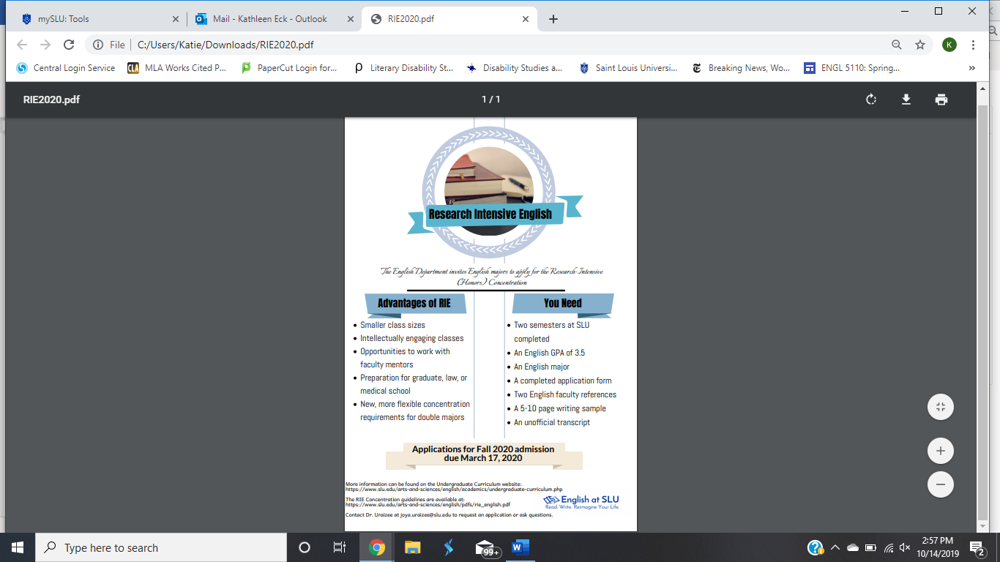 mySLU: Tools
Mail - Kathleen Eck - Outlook
RIE2020.pdf
File
C:/Users/Katie/Downloads/RIE2020.pdf
K
Central Login Service
CLA
MLA Works Cited P...
PaperCut Login for...
ρ
Literary Disability St...
Disability Studies a...
Saint Louis Universi...
T
Breaking News, Wo...
ENGL 5110: Spring...
»
RIE2020.pdf
1 / 1
Research Intensive English
The English Department invites English majors to apply for the Research-Intensive
(Honors) Concentration
Advantages of RIE
• Smaller class sizes
• Intellectually engaging classes
• Opportunities to work with
faculty mentors
• Preparation for graduate, law, or
medical school
• New, more flexible concentration
requirements for double majors
You Need
• Two semesters at SLU
completed
• An English GPA of 3.5
• An English major
• A completed application form
• Two English faculty references
• A 5-10 page writing sample
• An unofficial transcript
Applications for Fall 2020 admission
due March 17, 2020
More information can be found on the Undergraduate Curriculum website:
https://www.slu.edu/arts-and-sciences/english/academics/undergraduate-curriculum.php
The RIE Concentration guidelines are available at:
https://www.slu.edu/arts-and-sciences/english/pdfs/rie_english.pdf
Contact Dr. Uraizee at joya.uraizee@slu.edu to request an application or ask questions.
English at SLU
Read. Write. Reimagine Your Life.
Type here to search
99+
W
?
2:57 PM
10/14/2019
2